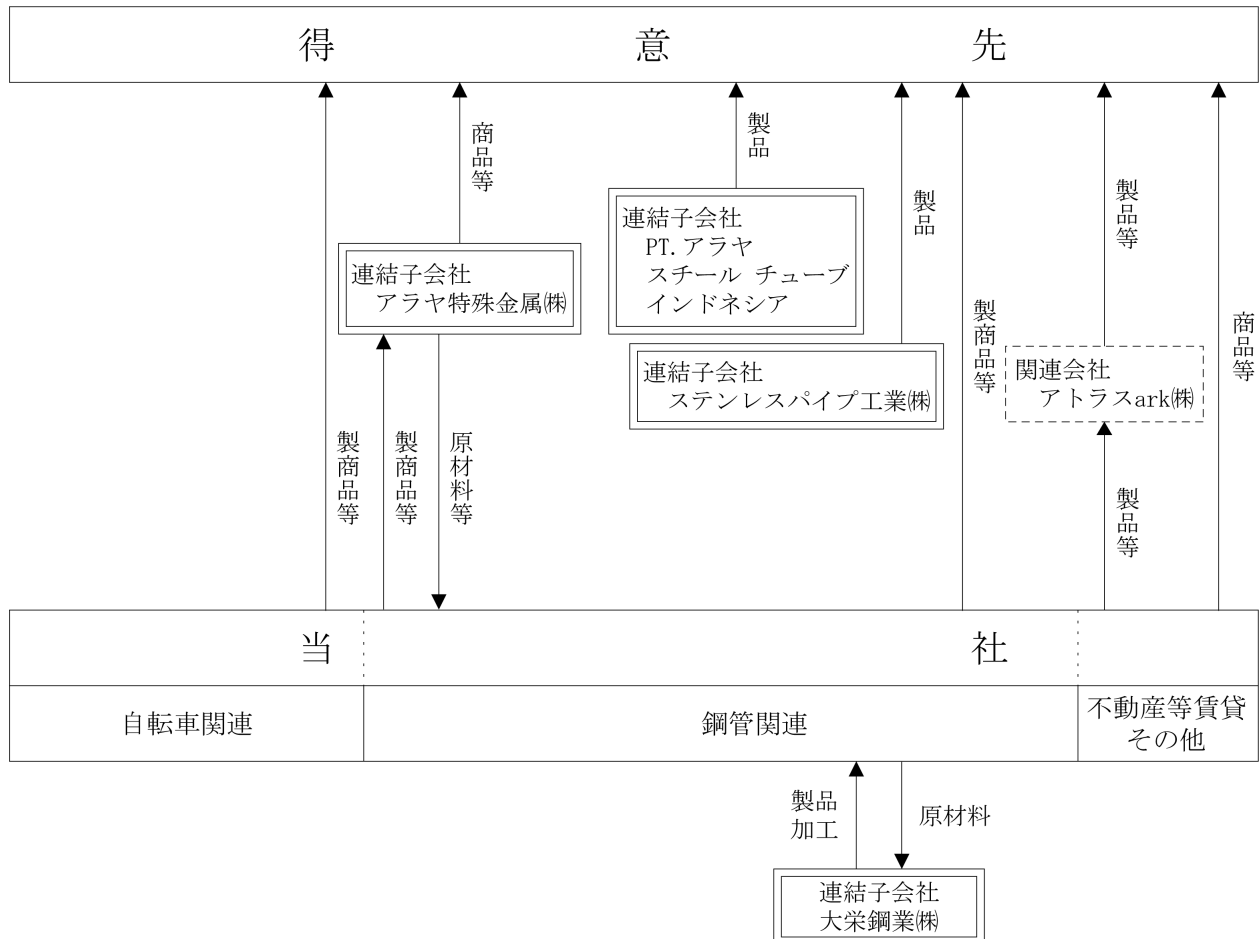 得意先
商品等
製品
製品
製品等
連結子会社
アラヤ特殊金属㈱
連結子会社
PT.アラヤ
スチール チューブ
インドネシア
連結子会社
ステンレスパイプ工業㈱
製商品等
商品等
関連会社
アトラスark㈱
製商品等
製商品等
原材料等
製品等
当社
自転車関連
鋼管関連
不動産等賃貸
その他
製品
加工
原材料
連結子会社
大栄鋼業㈱